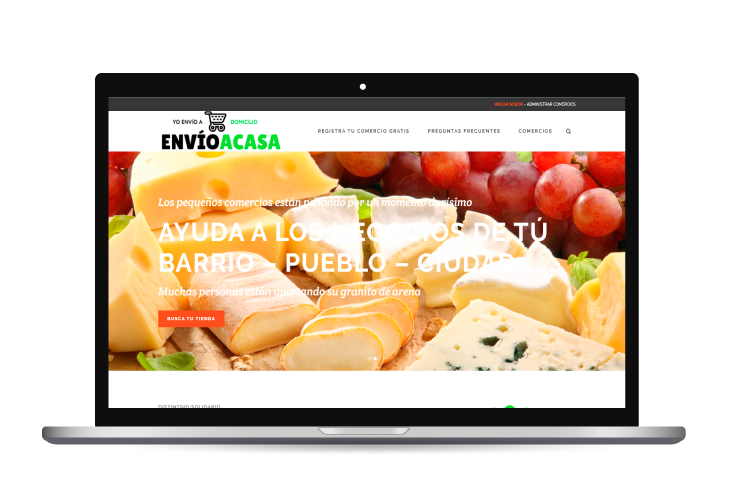 INICIAR SESIÓN - ADMINISTRAR COMERCIOS
YO ENVÍO A DOMICILIO
ENVÍOACASA
REGISTRA TU COMERCIO GRATIS PREGUNTAS FRECUENTES COMERCIOS
Los pequeños comercios están pasando por un momento durísimo
AYUDA A LOS NEGOCIOS DE TÚ
BARRIO – PUEBLO – CIUDAD
Muchas personas están aportando su granito de arena
BUSCA TU TIENDA
DISTINTIVO SOLIDARIO